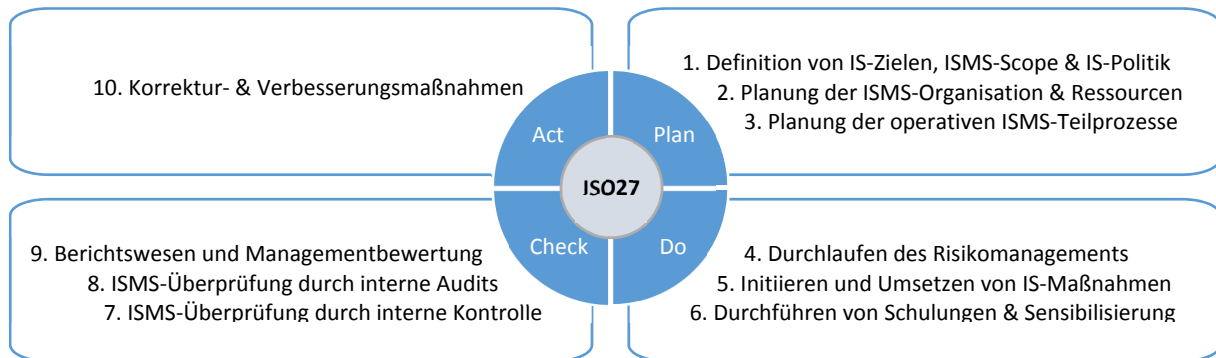 10. Korrektur- & Verbesserungsmaßnahmen
1. Definition von IS-Zielen, ISMS-Scope & IS-Politik
2. Planung der ISMS-Organisation & Ressourcen
3. Planung der operativen ISMS-Teilprozesse
Act
Plan
ISO27
Check
Do
9. Berichtswesen und Managementbewertung
8. ISMS-Überprüfung durch interne Audits
7. ISMS-Überprüfung durch interne Kontrolle
4. Durchlaufen des Risikomanagements
5. Initiieren und Umsetzen von IS-Maßnahmen
6. Durchführen von Schulungen & Sensibilisierung